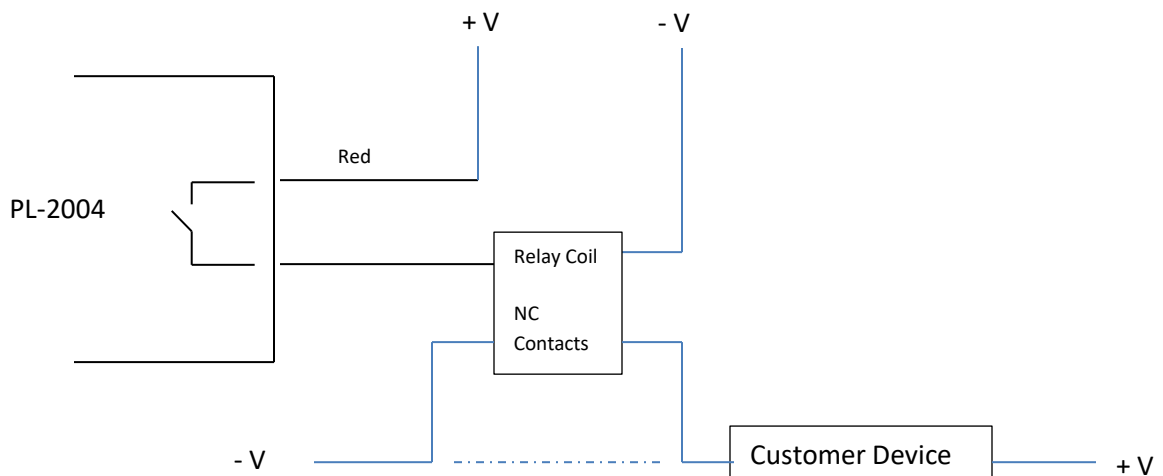 + V
- V
Red
PL-2004
Relay Coil
NC
Contacts
- V
Customer Device
+ V